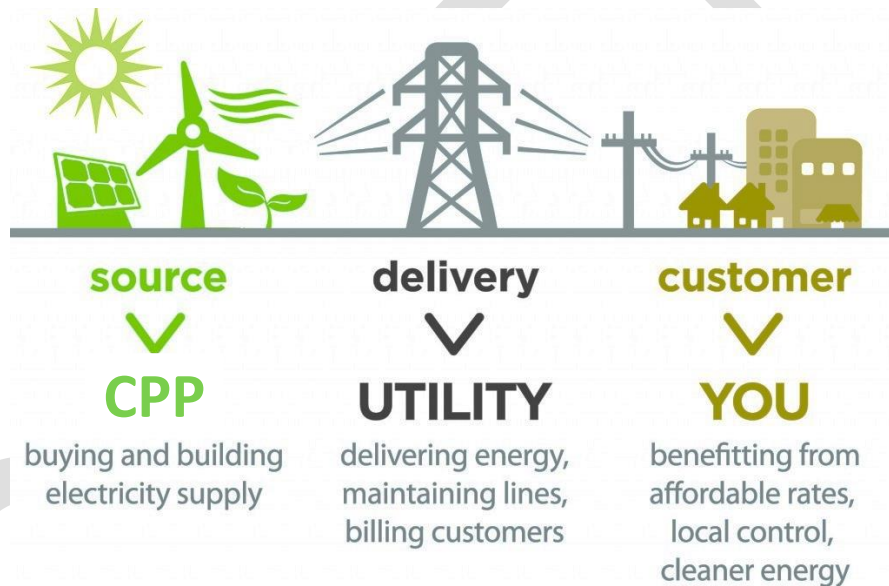 source
CPP
buying and building
electricity supply
delivery
UTILITY
delivering energy,
maintaining lines,
billing customers
customer
YOU
benefitting from
affordable rates,
local control,
cleaner energy